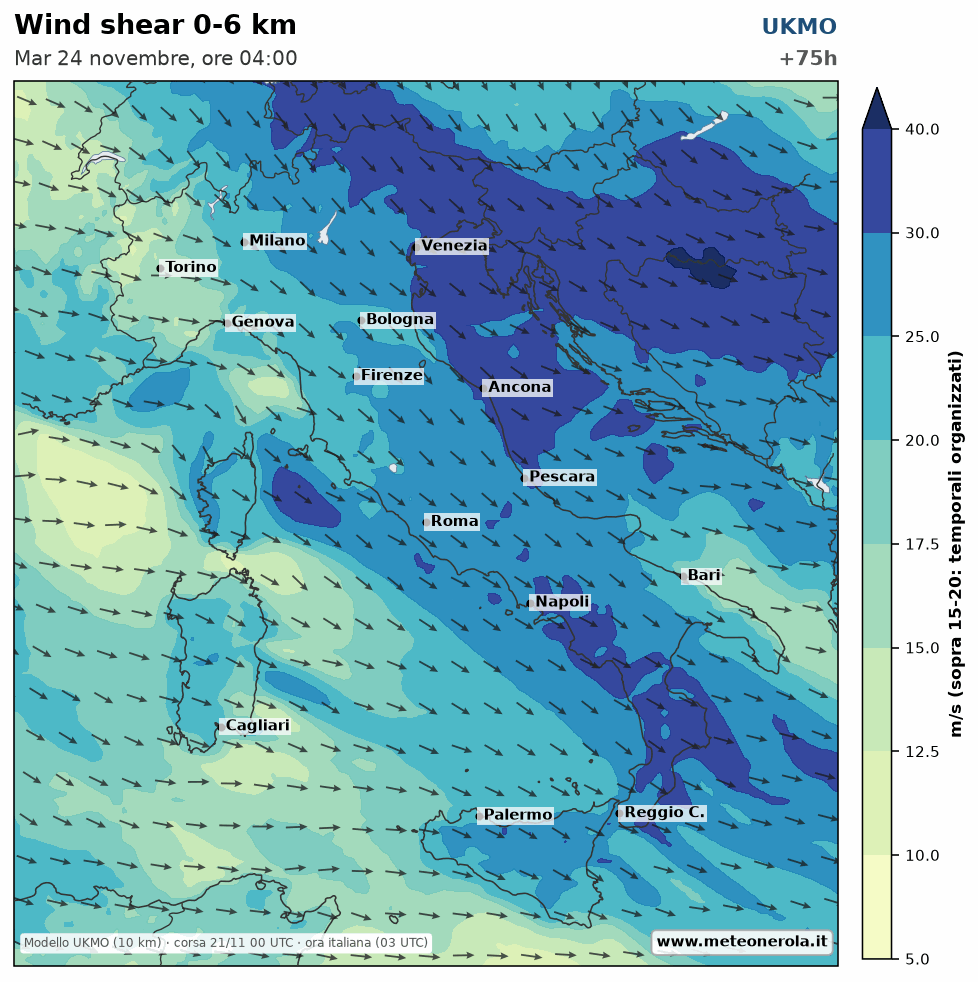 Wind shear 0-6 km
UKMO
Mar 24 novembre, ore 04:00
+75h
40.0
30.0
25.0
20.0
17.5
15.0
12.5
10.0
5.0
m/s (sopra 15-20: temporali organizzati)
Milano
Venezia
Torino
Genova
Bologna
Firenze
Ancona
Pescara
Roma
Bari
Napoli
Cagliari
Palermo
Reggio C.
Modello UKMO (10 km) · corsa 21/11 00 UTC · ora italiana (03 UTC)
www.meteonerola.it